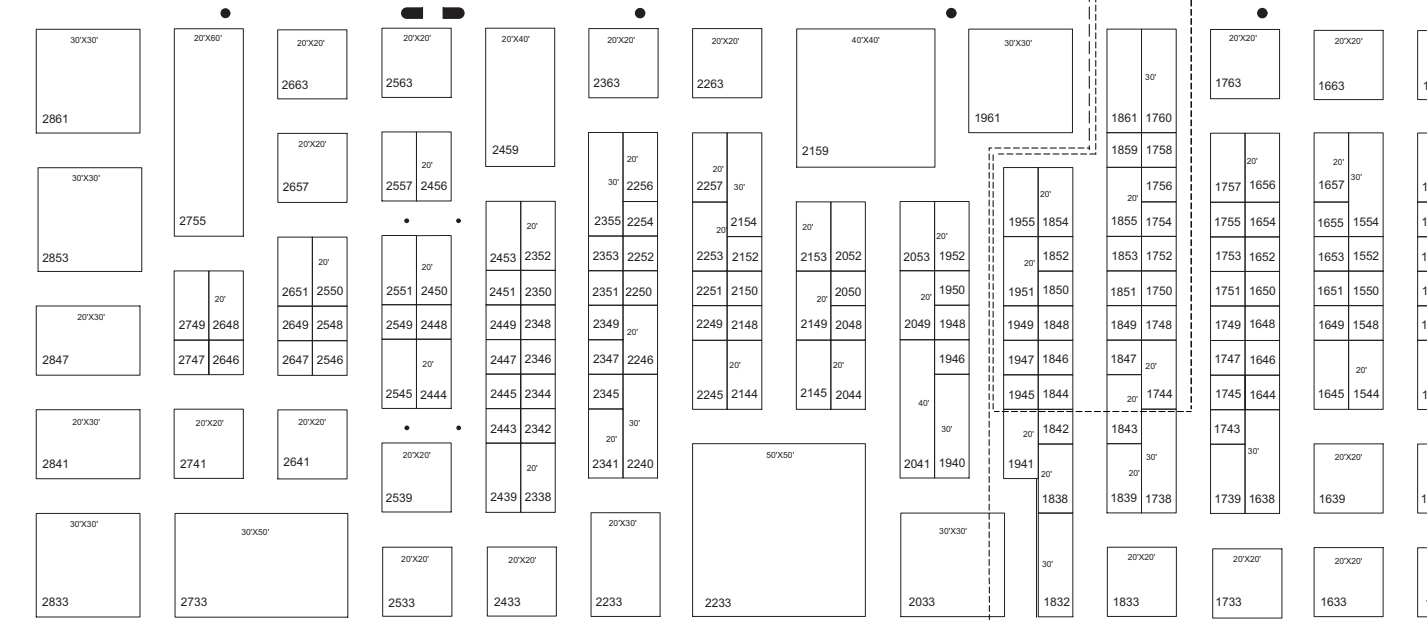 30'X30' 20'X60' 20'X20' 20'X20' 20'X40' 20'X20' 20'X20' 40'X40' 30'X30' 20'X20' 20'X20'
30'
2861 2663 2563 2363 2263 1961 1861 1760 1763 1663
20'X20'
2459 2159 1859 1758
20' 20' 20' 20' 20'
30'X30' 2657 2557 2456 30' 2256 2257 30' 20' 20' 1756 1757 1656 1657 30'
2755 2355 2254 20' 2154 20' 1955 1854 1855 1754 1755 1654 1655 1554
20' 20'
2853 20' 20' 2453 2352 2353 2252 2253 2152 2153 2052 2053 1952 20' 1852 1853 1752 1753 1652 1653 1552
20' 2651 2550 2551 2450 2451 2350 2351 2250 2251 2150 20' 2050 20' 1950 1951 1850 1851 1750 1751 1650 1651 1550
20'X30' 2749 2648 2649 2548 2549 2448 2449 2348 2349 20' 2249 2148 2149 2048 2049 1948 1949 1848 1849 1748 1749 1648 1649 1548
2847 2747 2646 2647 2546 20' 2447 2346 2347 2246 20' 20' 1946 1947 1846 1847 20' 1747 1646 20'
2545 2444 2445 2344 2345 2245 2144 2145 2044 40' 1945 1844 20' 1744 1745 1644 1645 1544
20'X30' 20'X20' 20'X20' 2443 2342 20' 30' 30' 20' 1842 1843 1743
2841 2741 2641 20'X20' 20' 2341 2240 50'X50' 2041 1940 1941 20' 20' 30' 30' 20'X20'
2539 2439 2338 1838 1839 1738 1739 1638 1639
30'X30' 30'X50' 20'X30' 30'X30'
20'X20' 20'X20' 30' 20'X20' 20'X20' 20'X20'
2833 2733 2533 2433 2233 2233 2033 1832 1833 1733 1633